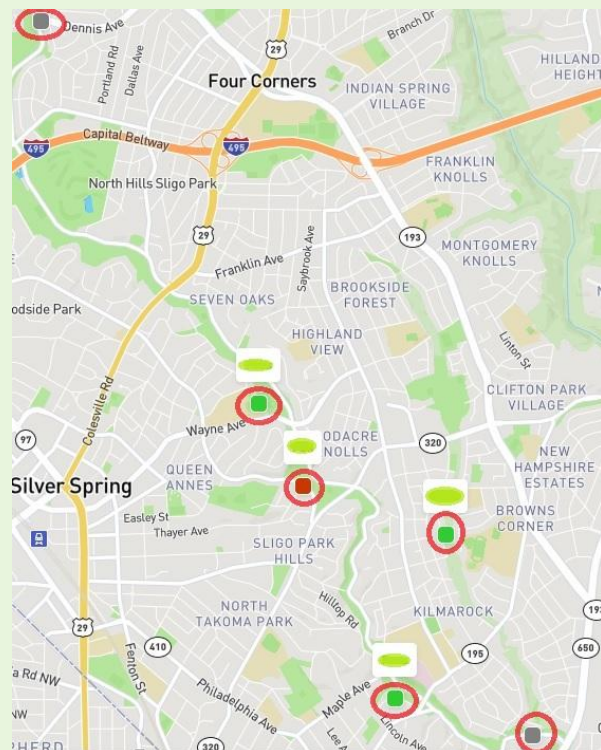 Dennis Ave
Branch Dr
29
Portland Rd
Dallas Ave
Four Corners
INDIAN SPRING
VILLAGE
HILLAND
HEIGHT
Capital Beltway
495
495
FRANKLIN
KNOLLS
North Hills Sligo Park
29
193
MONTGOMERY
KNOLLS
Franklin Ave
Saybrook Ave
SEVEN OAKS
BROOKSIDE
FOREST
odside Park
HIGHLAND
VIEW
Linton St
Colesville Rd
CLIFTON PARK
VILLAGE
Wayne Ave
97
ODACRE
NOLLS
320
QUEEN
ANNES
NEW
HAMPSHIRE
ESTATES
Silver Spring
Easley St
Thayer Ave
BROWNS
CORNER
SLIGO PARK
HILLS
Hilltop Rd
NORTH
TAKOMA PARK
KILMAROCK
193
29
410
195
650
Fenton St
a Rd NW
Philadelphia Ave
Maple Ave
NW
Lincoln Ave
Lee A
320
HERD